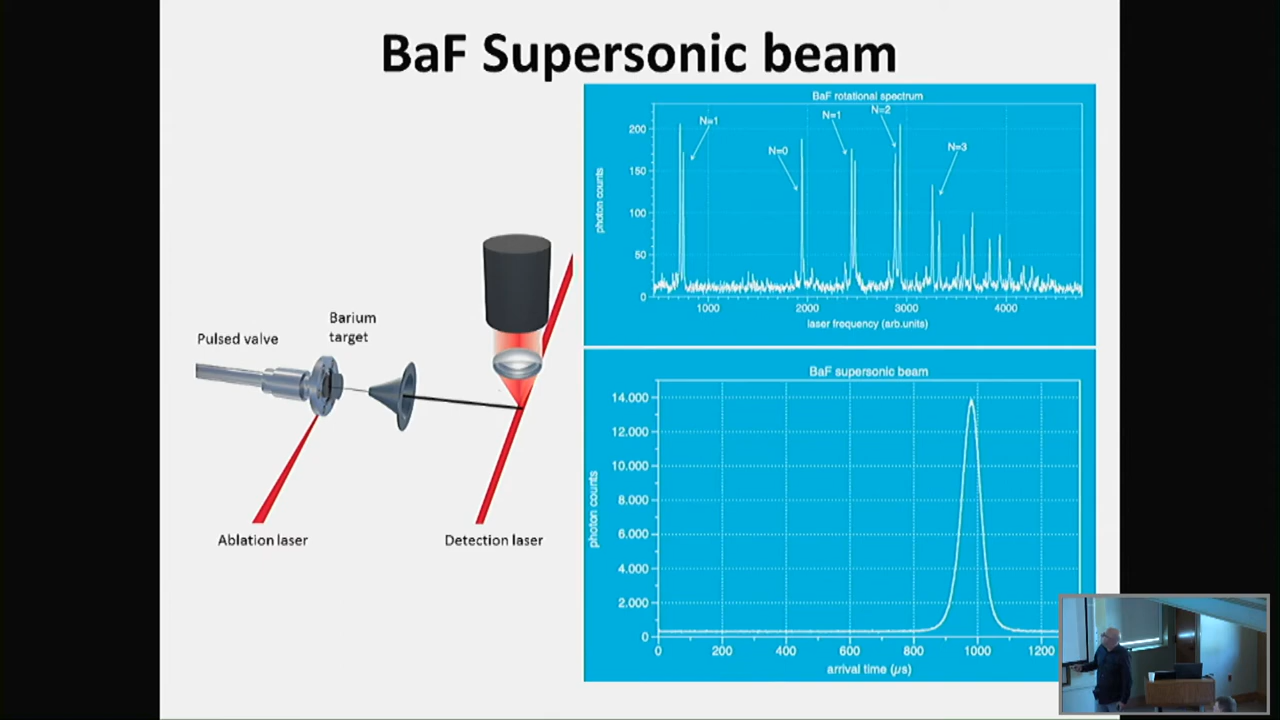 BaF Supersonic beam
Pulsed valve
Barium
target
Ablation laser
Detection laser
BaF rotational spectrum
photon counts
200
150
100
50
0
N=1
N=0
N=1
N=2
N=3
1000
2000
3000
4000
laser frequency (arb.units)
BaF supersonic beam
photon counts
14.000
12.000
10.000
8.000
6.000
4.000
2.000
0
0
200
400
600
800
1000
1200
arrival time (µs)